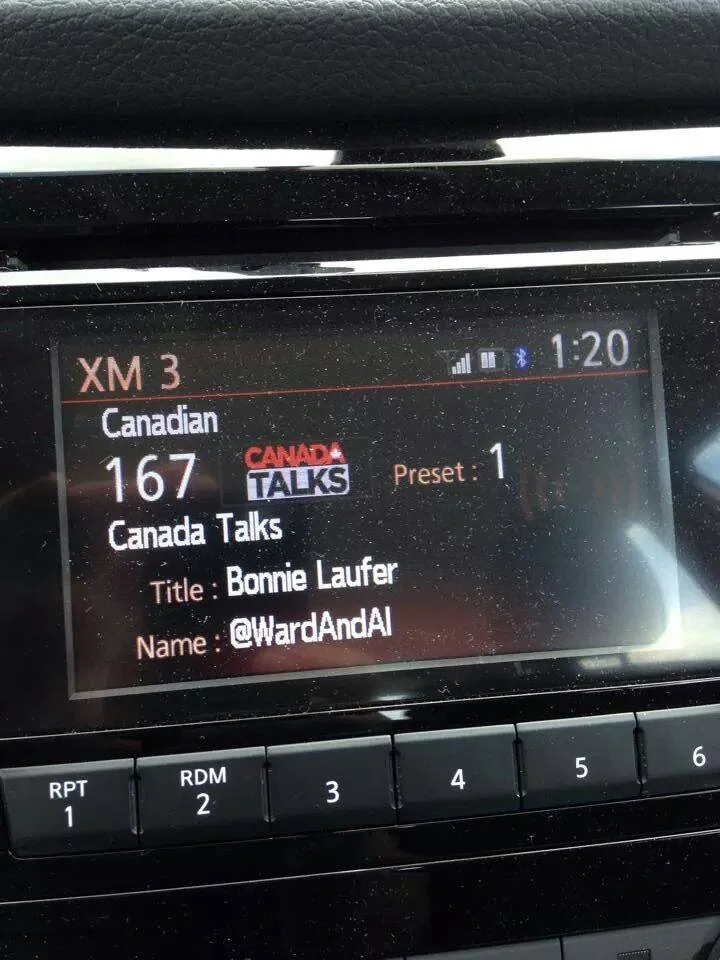 XM 3 1:20
Canadian
167 CANADA TALKS Preset : 1
Canada Talks
Title : Bonnie Laufer
Name : @WardAndAl
RPT 1 RDM 2 3 4 5 6